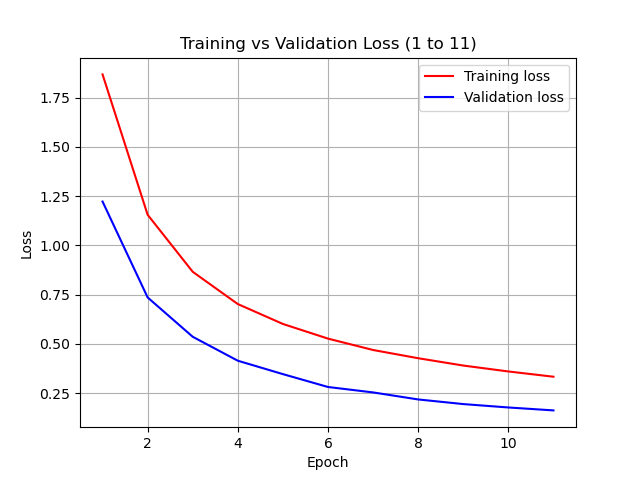 Training vs Validation Loss (1 to 11)
Training loss
Validation loss
1.75
1.50
1.25
1.00
0.75
0.50
0.25
Loss
2 4 6 8 10
Epoch